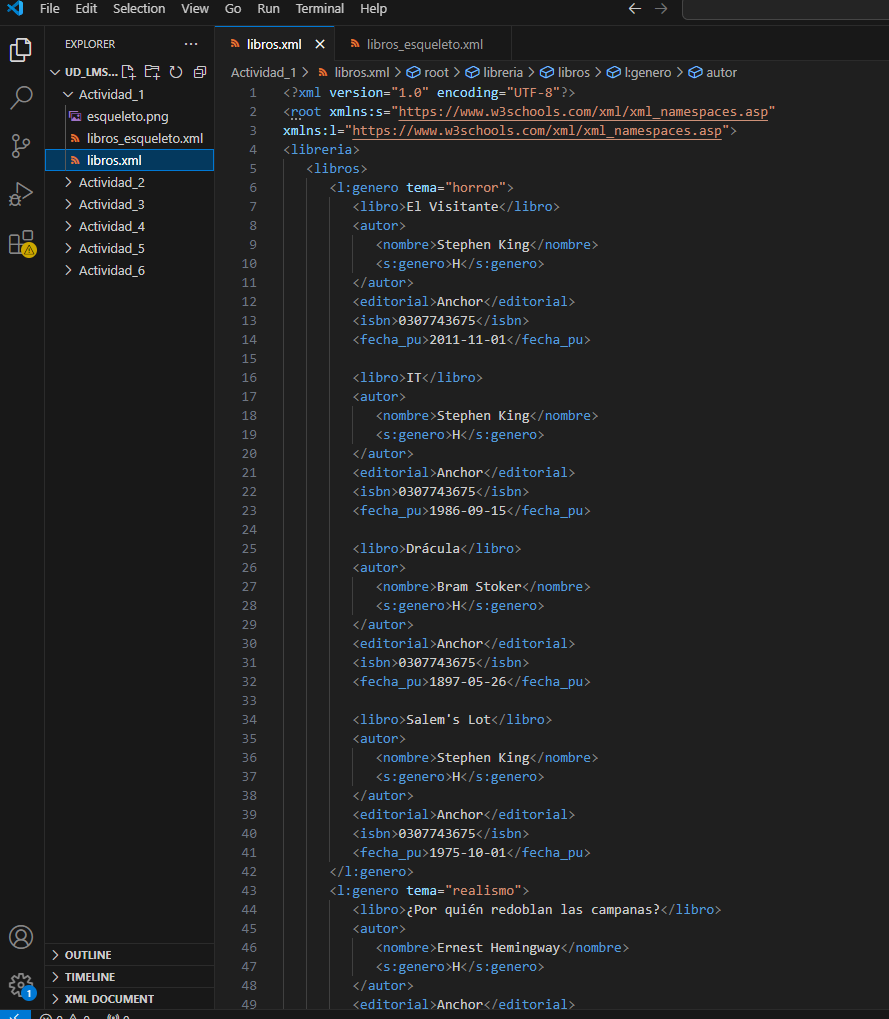 File Edit Selection View Go Run Terminal Help
EXPLORER ...
UD_LMS...
Actividad_1
esqueleto.png
libros_esqueleto.xml
libros.xml
Actividad_2
Actividad_3
Actividad_4
Actividad_5
Actividad_6
OUTLINE
TIMELINE
XML DOCUMENT
1
libros.xml libros_esqueleto.xml
Actividad_1 > libros.xml > root > libreria > libros > l:genero > autor
1 <?xml version="1.0" encoding="UTF-8"?>
2 <root xmlns:s="https://www.w3schools.com/xml/xml_namespaces.asp"
3 xmlns:l="https://www.w3schools.com/xml/xml_namespaces.asp">
4 <libreria>
5 <libros>
6 <l:genero tema="horror">
7 <libro>El Visitante</libro>
8 <autor>
9 <nombre>Stephen King</nombre>
10 <s:genero>H</s:genero>
11 </autor>
12 <editorial>Anchor</editorial>
13 <isbn>0307743675</isbn>
14 <fecha_pu>2011-11-01</fecha_pu>
15
16 <libro>IT</libro>
17 <autor>
18 <nombre>Stephen King</nombre>
19 <s:genero>H</s:genero>
20 </autor>
21 <editorial>Anchor</editorial>
22 <isbn>0307743675</isbn>
23 <fecha_pu>1986-09-15</fecha_pu>
24
25 <libro>Drácula</libro>
26 <autor>
27 <nombre>Bram Stoker</nombre>
28 <s:genero>H</s:genero>
29 </autor>
30 <editorial>Anchor</editorial>
31 <isbn>0307743675</isbn>
32 <fecha_pu>1897-05-26</fecha_pu>
33
34 <libro>Salem's Lot</libro>
35 <autor>
36 <nombre>Stephen King</nombre>
37 <s:genero>H</s:genero>
38 </autor>
39 <editorial>Anchor</editorial>
40 <isbn>0307743675</isbn>
41 <fecha_pu>1975-10-01</fecha_pu>
42 </l:genero>
43 <l:genero tema="realismo">
44 <libro>¿Por quién redoblan las campanas?</libro>
45 <autor>
46 <nombre>Ernest Hemingway</nombre>
47 <s:genero>H</s:genero>
48 </autor>
49 <editorial>Anchor</editorial>